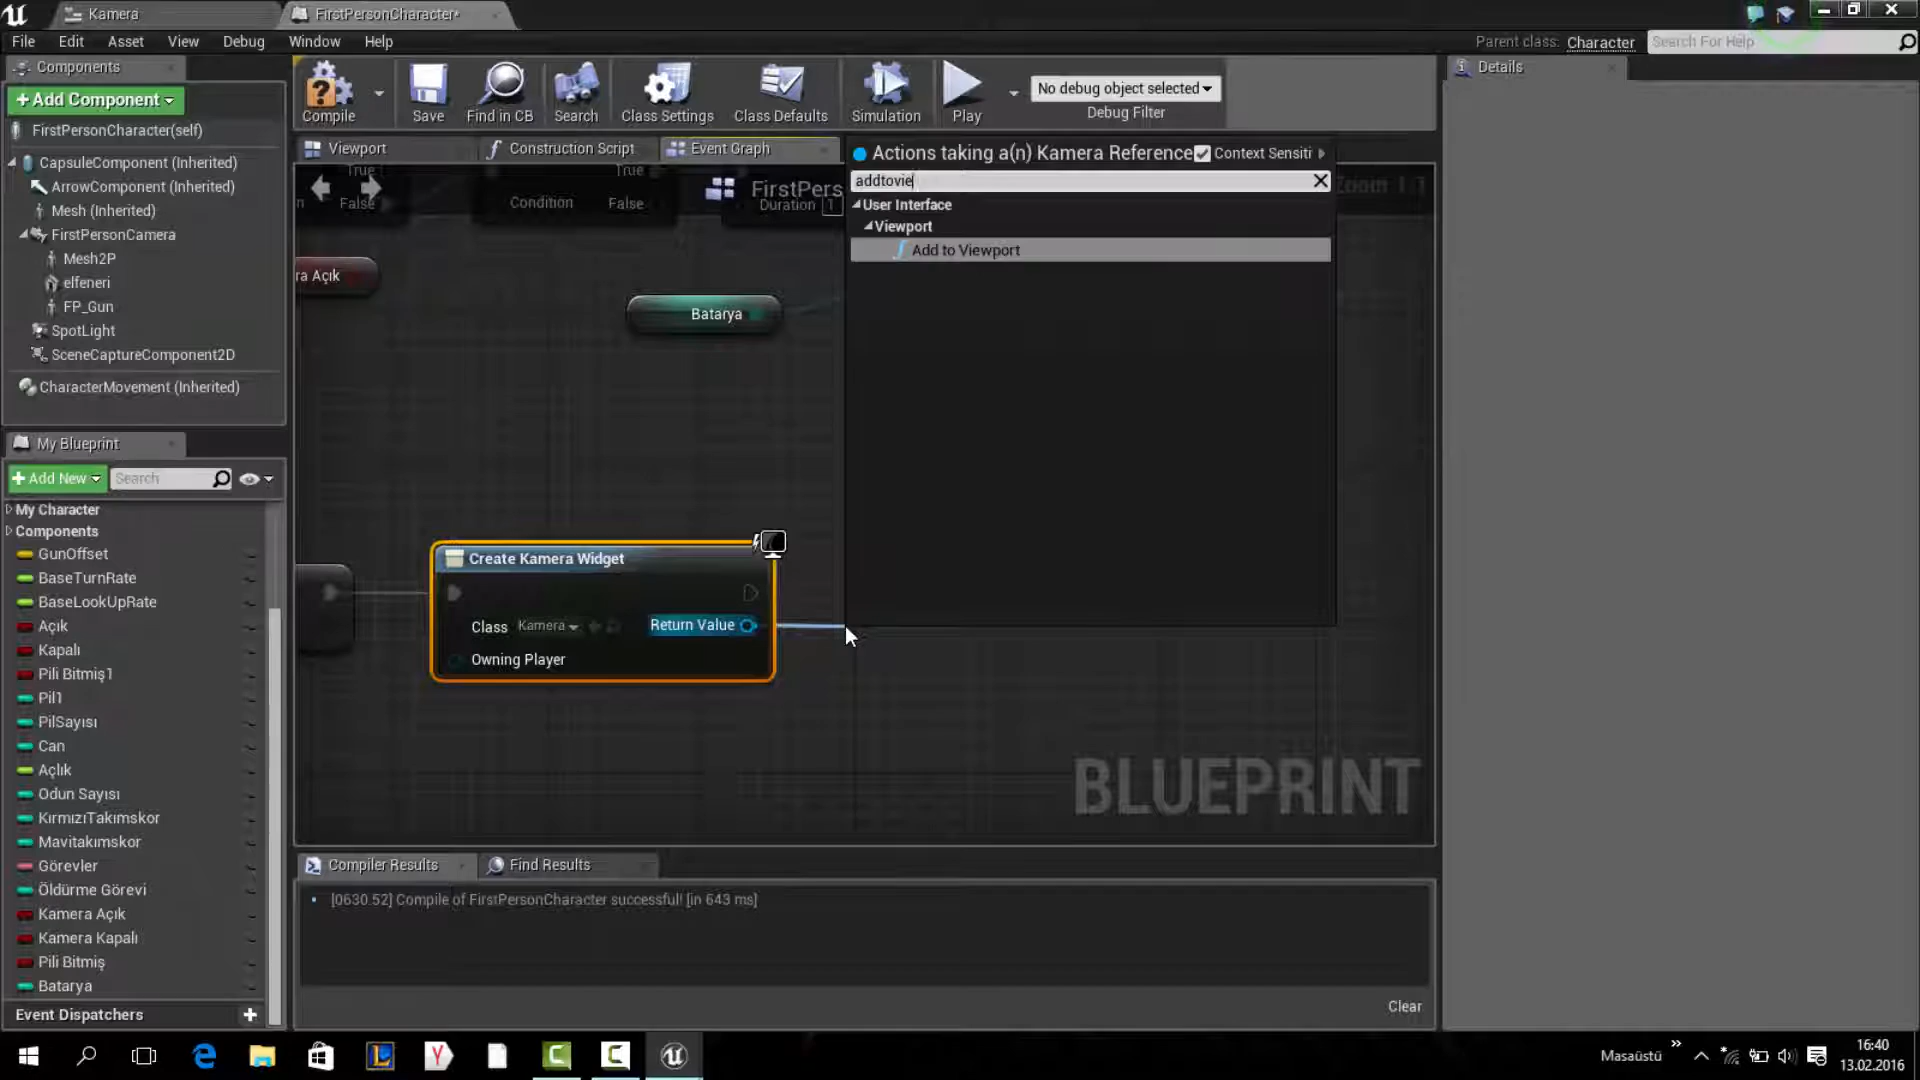 Kamera
FirstPersonCharacter*
File Edit Asset View Debug Window Help
Parent class: Character
Search For Help
Components
+Add Component
FirstPersonCharacter(self)
CapsuleComponent (Inherited)
ArrowComponent (Inherited)
Mesh (Inherited)
FirstPersonCamera
Mesh2P
elfeneri
FP_Gun
SpotLight
SceneCaptureComponent2D
CharacterMovement (Inherited)
My Blueprint
+Add New
Search
My Character
Components
GunOffset
BaseTurnRate
BaseLookUpRate
Açık
Kapalı
Pili Bitmiş1
Pil1
PilSayısı
Can
Açlık
Odun Sayısı
KırmızıTakımskor
Mavitakımskor
Görevler
Öldürme Görevi
Kamera Açık
Kamera Kapalı
Pili Bitmiş
Batarya
Event Dispatchers +
Compile
Save
Find in CB
Search
Class Settings
Class Defaults
Simulation
Play
No debug object selected
Debug Filter
Viewport
Construction Script
Event Graph
True
False
True
Condition
False
FirstPers
Duration 1
Zoom 1:1
Actions taking a(n) Kamera Reference
Context Sensiti
addtovie
User Interface
Viewport
Add to Viewport
ra Açık
Batarya
Create Kamera Widget
Class Kamera
Return Value
Owning Player
BLUEPRINT
Compiler Results
Find Results
[0630.52] Compile of FirstPersonCharacter successful! [in 643 ms]
Clear
Details
Masaüstü
16:40
13.02.2016